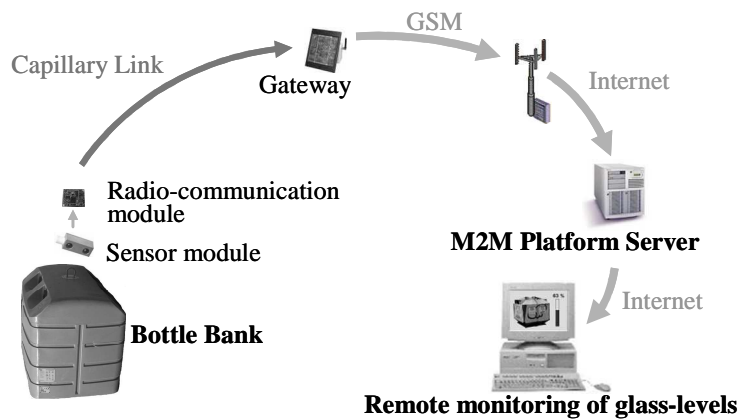 GSM
Capillary Link
Gateway
Internet
Radio-communication
module
Sensor module
M2M Platform Server
Bottle Bank
Internet
43 %
Remote monitoring of glass-levels